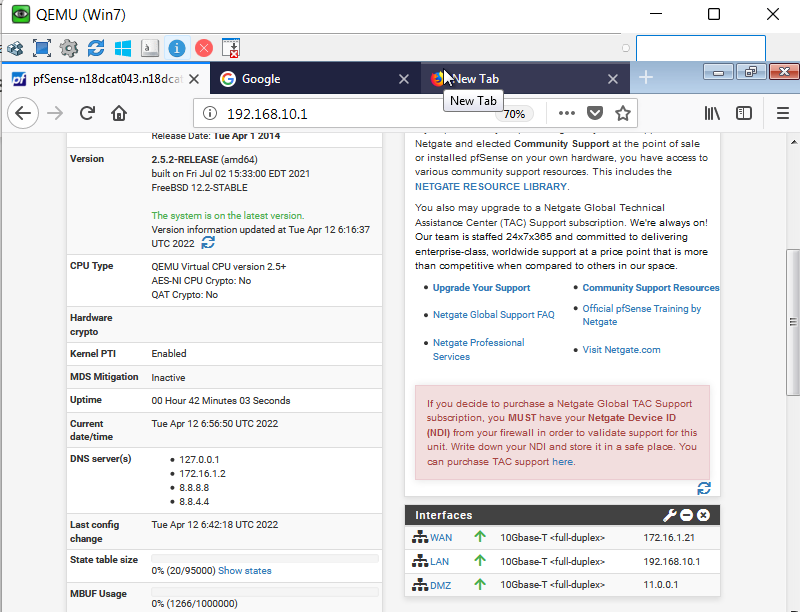 QEMU (Win7)
pfSense-n18dcat043.n18dcat
Google
New Tab
192.168.10.1
70%
New Tab
Release Date: Tue Apr 1 2014
Version
2.5.2-RELEASE (amd64)
built on Fri Jul 02 15:33:00 EDT 2021
FreeBSD 12.2-STABLE
The system is on the latest version.
Version information updated at Tue Apr 12 6:16:37
UTC 2022
CPU Type
QEMU Virtual CPU version 2.5+
AES-NI CPU Crypto: No
QAT Crypto: No
Hardware
crypto
Kernel PTI
Enabled
MDS Mitigation
Inactive
Uptime
00 Hour 42 Minutes 03 Seconds
Current
date/time
Tue Apr 12 6:56:50 UTC 2022
DNS server(s)
127.0.0.1
172.16.1.2
8.8.8.8
8.8.4.4
Last config
change
Tue Apr 12 6:42:18 UTC 2022
State table size
0% (20/95000) Show states
MBUF Usage
0% (1266/1000000)
Netgate and elected Community Support at the point of sale
or installed pfSense on your own hardware, you have access to
various community support resources. This includes the
NETGATE RESOURCE LIBRARY.
You also may upgrade to a Netgate Global Technical
Assistance Center (TAC) Support subscription. We're always on!
Our team is staffed 24x7x365 and committed to delivering
enterprise-class, worldwide support at a price point that is more
than competitive when compared to others in our space.
Upgrade Your Support
Community Support Resources
Netgate Global Support FAQ
Official pfSense Training by
Netgate
Netgate Professional
Services
Visit Netgate.com
If you decide to purchase a Netgate Global TAC Support
subscription, you MUST have your Netgate Device ID
(NDI) from your firewall in order to validate support for this
unit. Write down your NDI and store it in a safe place. You
can purchase TAC support here.
Interfaces
WAN
10Gbase-T <full-duplex>
172.16.1.21
LAN
10Gbase-T <full-duplex>
192.168.10.1
DMZ
10Gbase-T <full-duplex>
11.0.0.1